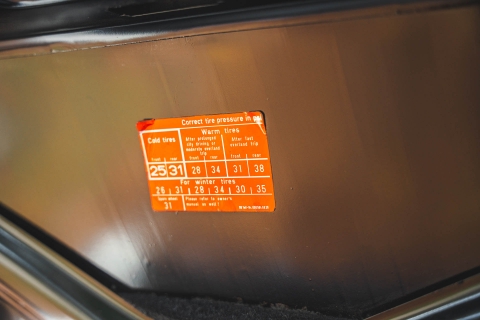 Correct tire pressure in
Warm tires
Cold tires
After prolonged
city driving or
moderate overland
trip
After fast
overland trip
front rear front rear front rear
25 31 28 34 31 38
For winter tires
26 31 28 34 30 35
Spare wheel
31
Please refer to owner's
manual as well!